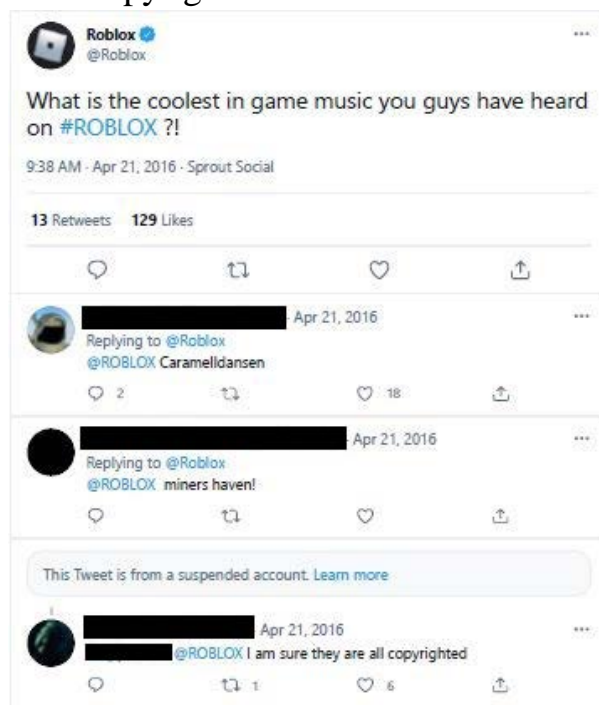 Roblox
@Roblox
What is the coolest in game music you guys have heard
on #ROBLOX ?!
9:38 AM · Apr 21, 2016 · Sprout Social
13 Retweets 129 Likes
Apr 21, 2016
Replying to @Roblox
@ROBLOX Caramelldansen
2 18
Apr 21, 2016
Replying to @Roblox
@ROBLOX miners haven!
This Tweet is from a suspended account. Learn more
Apr 21, 2016
@ROBLOX I am sure they are all copyrighted
1 6